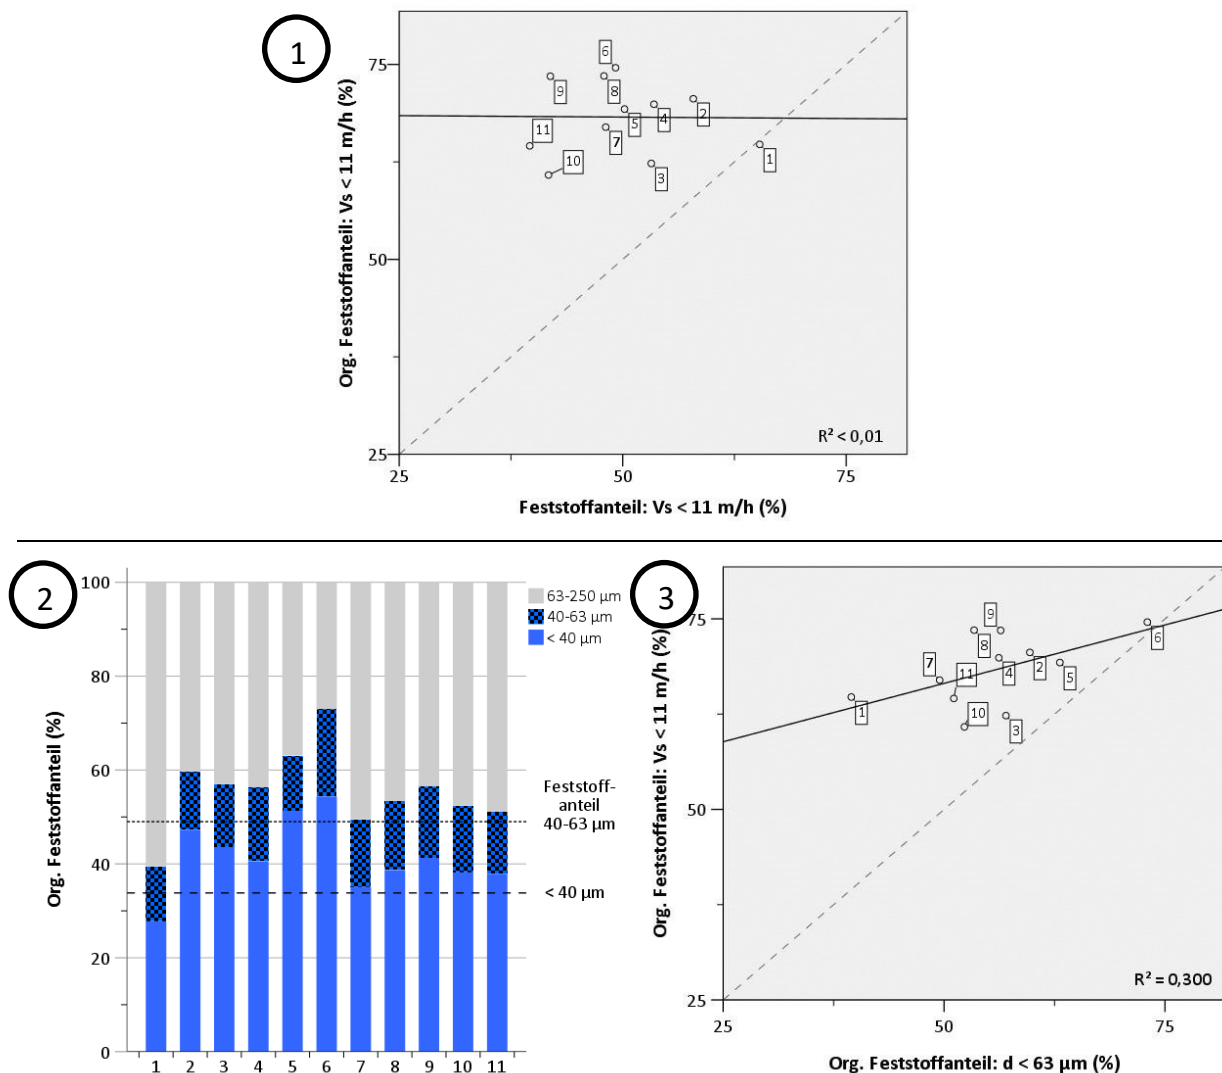 1
75
50
25
25
50
75
Org. Feststoffanteil: Vs < 11 m/h (%)
6
9
8
11
5
4
2
7
10
3
1
R² < 0,01
Feststoffanteil: Vs < 11 m/h (%)
2
100
80
60
40
20
0
Org. Feststoffanteil (%)
63-250 µm
40-63 µm
< 40 µm
Feststoff-
anteil
40-63 µm
< 40 µm
1 2 3 4 5 6 7 8 9 10 11
3
75
50
25
25
50
75
Org. Feststoffanteil: Vs < 11 m/h (%)
9
6
8
7
11
4
2
5
1
10
3
R² = 0,300
Org. Feststoffanteil: d < 63 µm (%)